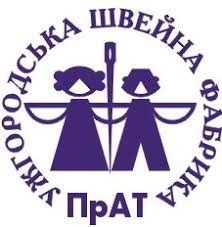 УЖГОРОДСЬКА ШВЕЙНА ФАБРИКА
ПрАТ